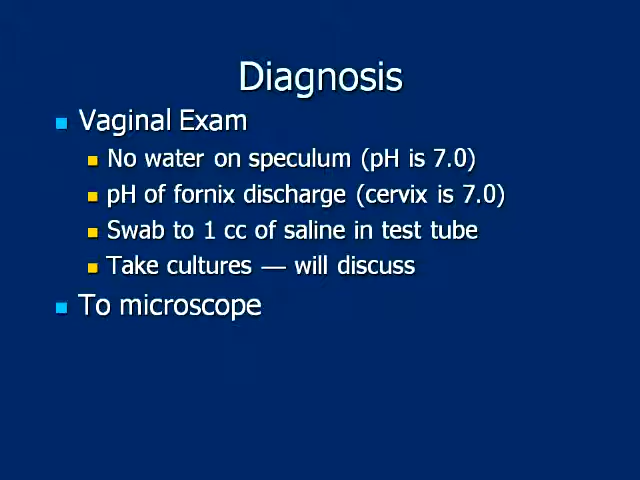 Diagnosis
Vaginal Exam
No water on speculum (pH is 7.0)
pH of fornix discharge (cervix is 7.0)
Swab to 1 cc of saline in test tube
Take cultures — will discuss
To microscope